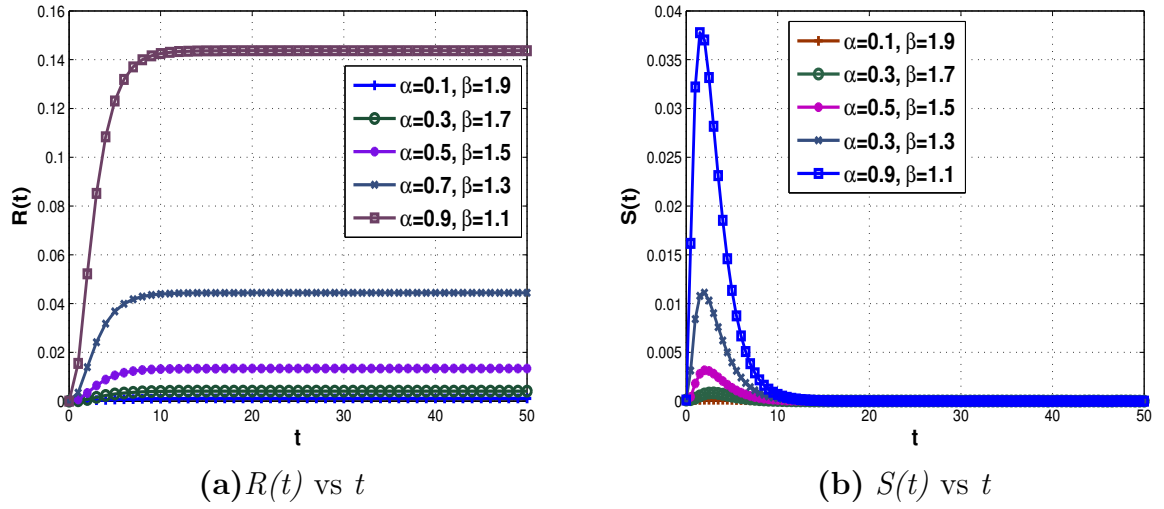 0.16
0.14
0.12
0.1
0.08
0.06
0.04
0.02
0
R(t)
0 10 20 30 40 50
t
α=0.1, β=1.9
α=0.3, β=1.7
α=0.5, β=1.5
α=0.7, β=1.3
α=0.9, β=1.1
(a)R(t) vs t
0.04
0.035
0.03
0.025
0.02
0.015
0.01
0.005
0
S(t)
0 10 20 30 40 50
t
α=0.1, β=1.9
α=0.3, β=1.7
α=0.5, β=1.5
α=0.3, β=1.3
α=0.9, β=1.1
(b) S(t) vs t